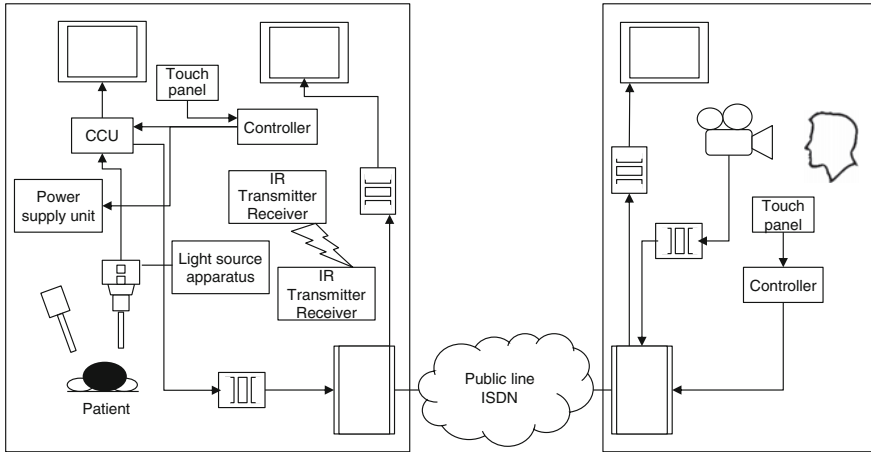 Touch
panel
CCU
Controller
Power
supply unit
IR
Transmitter
Receiver
Light source
apparatus
IR
Transmitter
Receiver
Patient
Public line
ISDN
Touch
panel
Controller